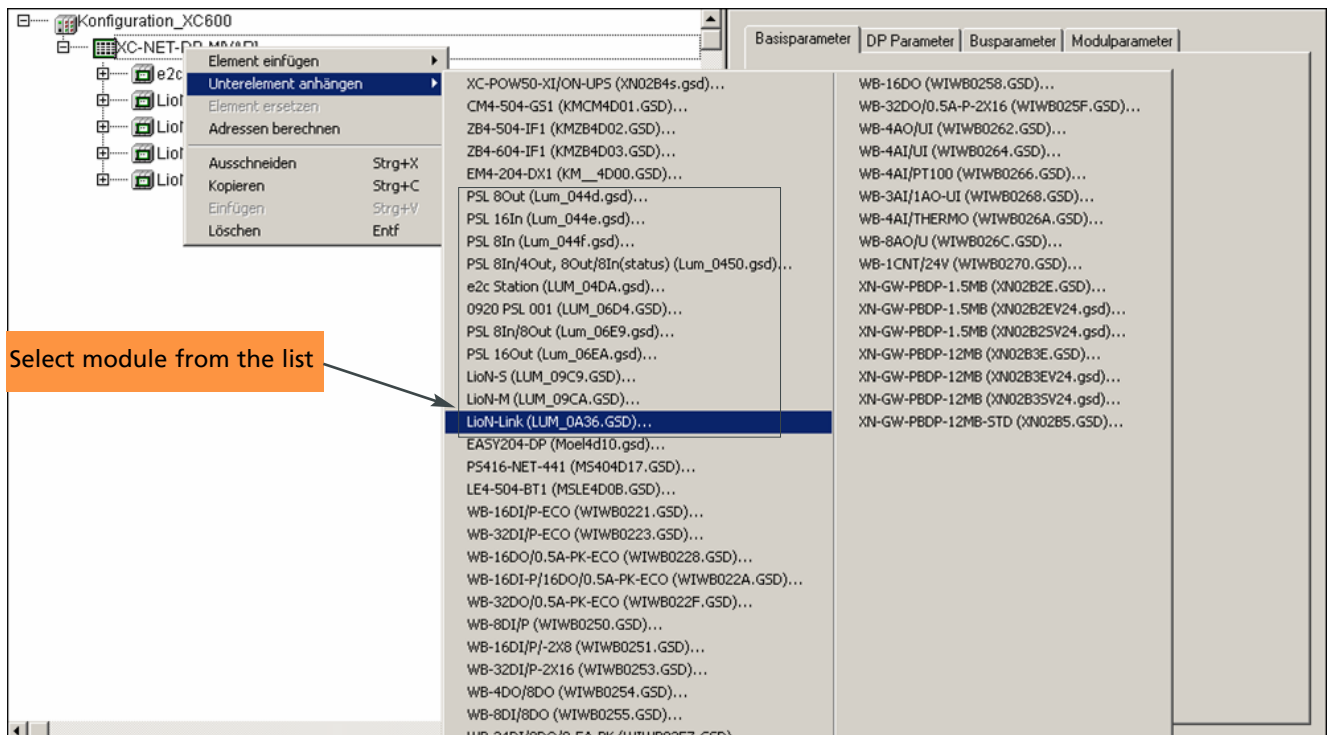 Konfiguration_XC600
XC-NET-DP-M[VAR]
e2c
LioN
LioN
LioN
LioN
Element einfügen
Unterelement anhängen
Element ersetzen
Adressen berechnen
Ausschneiden Strg+X
Kopieren Strg+C
Einfügen Strg+V
Löschen Entf
Select module from the list
XC-POW50-XI/ON-UPS (XN02B4s.gsd)...
CM4-504-GS1 (KMCM4D01.GSD)...
ZB4-504-IF1 (KMZB4D02.GSD)...
ZB4-604-IF1 (KMZB4D03.GSD)...
EM4-204-DX1 (KM__4D00.GSD)...
PSL 8Out (Lum_044d.gsd)...
PSL 16In (Lum_044e.gsd)...
PSL 8In (Lum_044f.gsd)...
PSL 8In/4Out, 8Out/8In(status) (Lum_0450.gsd)...
e2c Station (LUM_04DA.gsd)...
0920 PSL 001 (LUM_06D4.GSD)...
PSL 8In/8Out (Lum_06E9.gsd)...
PSL 16Out (Lum_06EA.gsd)...
LioN-S (LUM_09C9.GSD)...
LioN-M (LUM_09CA.GSD)...
LioN-Link (LUM_0A36.GSD)...
EASY204-DP (Moel4d10.gsd)...
PS416-NET-441 (MS404D17.GSD)...
LE4-504-BT1 (MSLE4D0B.GSD)...
WB-16DI/P-ECO (WIWB0221.GSD)...
WB-32DI/P-ECO (WIWB0223.GSD)...
WB-16DO/0.5A-PK-ECO (WIWB0228.GSD)...
WB-16DI-P/16DO/0.5A-PK-ECO (WIWB022A.GSD)...
WB-32DO/0.5A-PK-ECO (WIWB022F.GSD)...
WB-8DI/P (WIWB0250.GSD)...
WB-16DI/P/-2X8 (WIWB0251.GSD)...
WB-32DI/P-2X16 (WIWB0253.GSD)...
WB-4DO/8DO (WIWB0254.GSD)...
WB-8DI/8DO (WIWB0255.GSD)...
WB-24DI/8DO/0.5A-PK (WIWB0257.GSD)...
WB-16DO (WIWB0258.GSD)...
WB-32DO/0.5A-P-2X16 (WIWB025F.GSD)...
WB-4AO/UI (WIWB0262.GSD)...
WB-4AI/UI (WIWB0264.GSD)...
WB-4AI/PT100 (WIWB0266.GSD)...
WB-3AI/1AO-UI (WIWB0268.GSD)...
WB-4AI/THERMO (WIWB026A.GSD)...
WB-8AO/U (WIWB026C.GSD)...
WB-1CNT/24V (WIWB0270.GSD)...
XN-GW-PBDP-1.5MB (XN02B2E.GSD)...
XN-GW-PBDP-1.5MB (XN02B2EV24.gsd)...
XN-GW-PBDP-1.5MB (XN02B2SV24.gsd)...
XN-GW-PBDP-12MB (XN02B3E.GSD)...
XN-GW-PBDP-12MB (XN02B3EV24.gsd)...
XN-GW-PBDP-12MB (XN02B3SV24.gsd)...
XN-GW-PBDP-12MB-STD (XN02B5.GSD)...
Basisparameter DP Parameter Busparameter Modulparameter